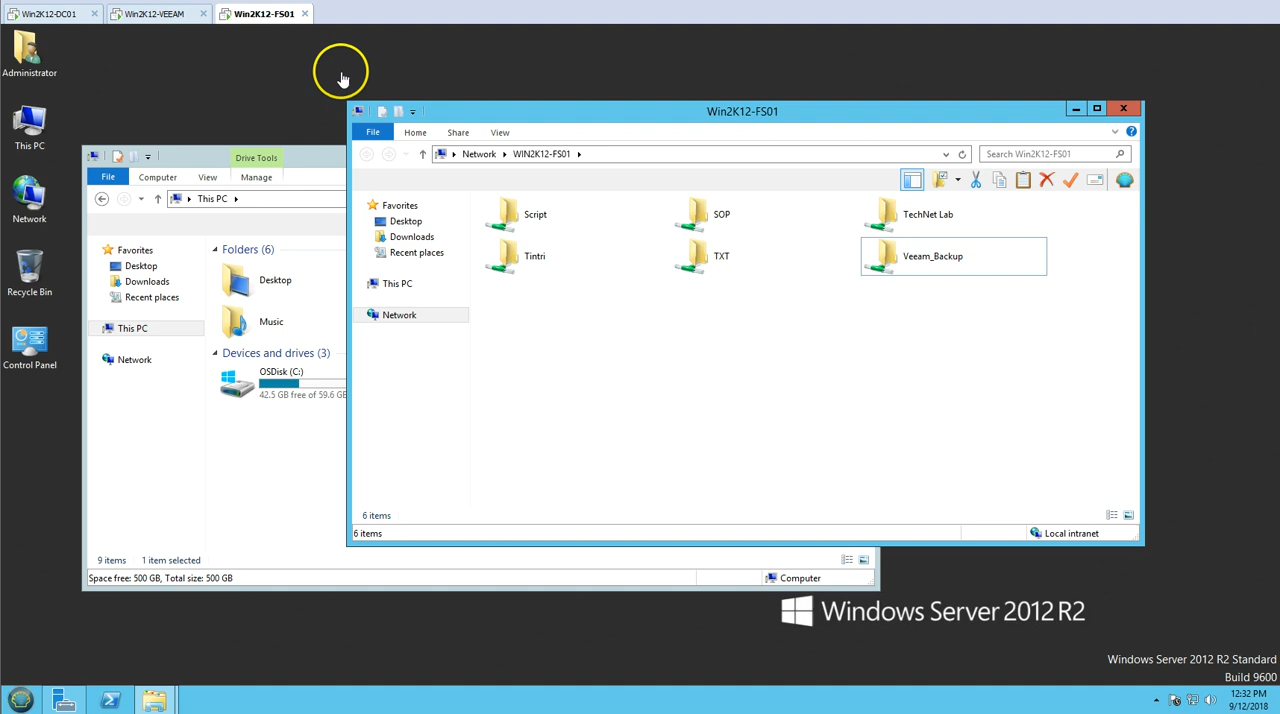 Win2K12-DC01
Win2K12-VEEAM
Win2K12-FS01
Administrator
This PC
Network
Recycle Bin
Control Panel
Drive Tools
File
Computer
View
Manage
This PC
Favorites
Desktop
Downloads
Recent places
This PC
Network
Folders (6)
Desktop
Music
Devices and drives (3)
OSDisk (C:)
42.5 GB free of 59.6 GB
9 items
1 item selected
Space free: 500 GB, Total size: 500 GB
Computer
Win2K12-FS01
File
Home
Share
View
Network
WIN2K12-FS01
Search Win2K12-FS01
Favorites
Desktop
Downloads
Recent places
This PC
Network
Script
SOP
TechNet Lab
Tintri
TXT
Veeam_Backup
6 items
6 items
Local intranet
Windows Server 2012 R2
Windows Server 2012 R2 Standard
Build 9600
12:32 PM
9/12/2018